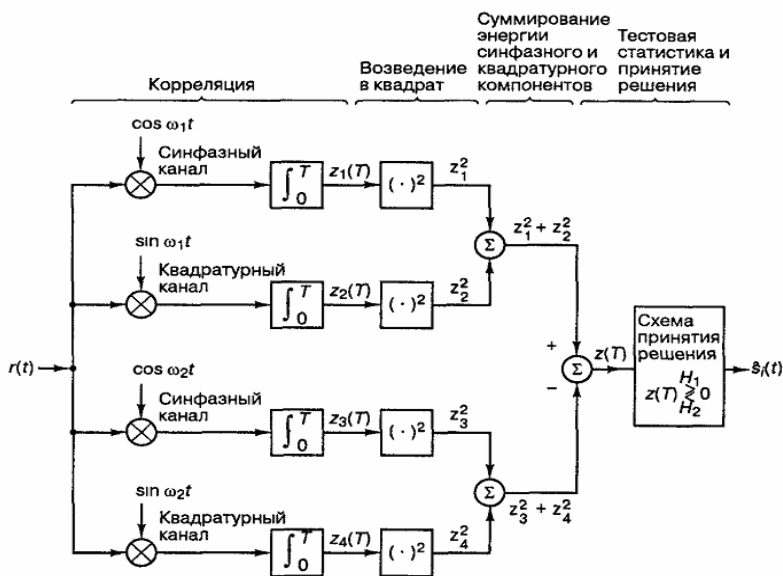 Корреляция
Возведение
в квадрат
Суммирование
энергии
синфазного и
квадратурного
компонентов
Тестовая
статистика и
принятие
решения
cos ω₁t
Синфазный
канал
∫₀ᵀ
z₁(T)
(·)²
z₁²
sin ω₁t
Квадратурный
канал
∫₀ᵀ
z₂(T)
(·)²
z₂²
Σ
z₁² + z₂²
r(t)
cos ω₂t
Синфазный
канал
∫₀ᵀ
z₃(T)
(·)²
z₃²
sin ω₂t
Квадратурный
канал
∫₀ᵀ
z₄(T)
(·)²
z₄²
Σ
z₃² + z₄²
+
−
Σ
z(T)
Схема
принятия
решения
H₁
z(T) ≷ 0
H₂
ŝᵢ(t)